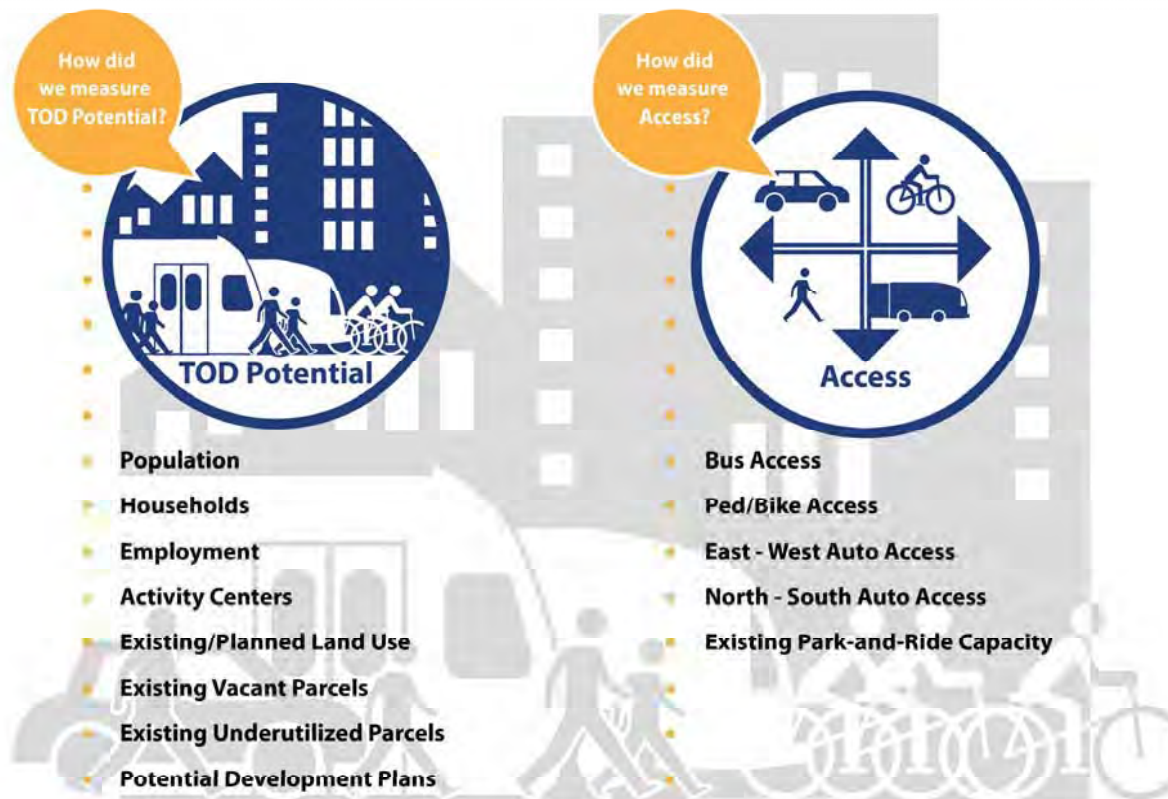 How did
we measure
TOD Potential?
TOD Potential
Population
Households
Employment
Activity Centers
Existing/Planned Land Use
Existing Vacant Parcels
Existing Underutilized Parcels
Potential Development Plans
How did
we measure
Access?
Access
Bus Access
Ped/Bike Access
East - West Auto Access
North - South Auto Access
Existing Park-and-Ride Capacity